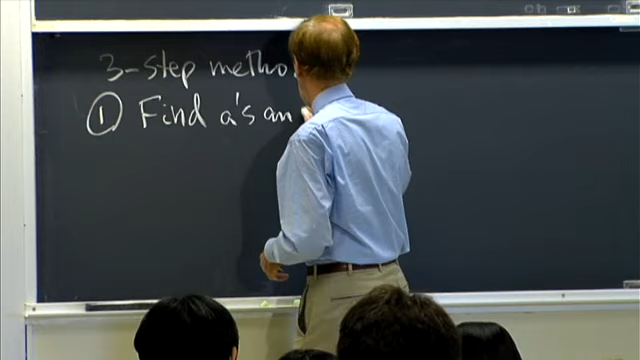 3-step metho
① Find a's an